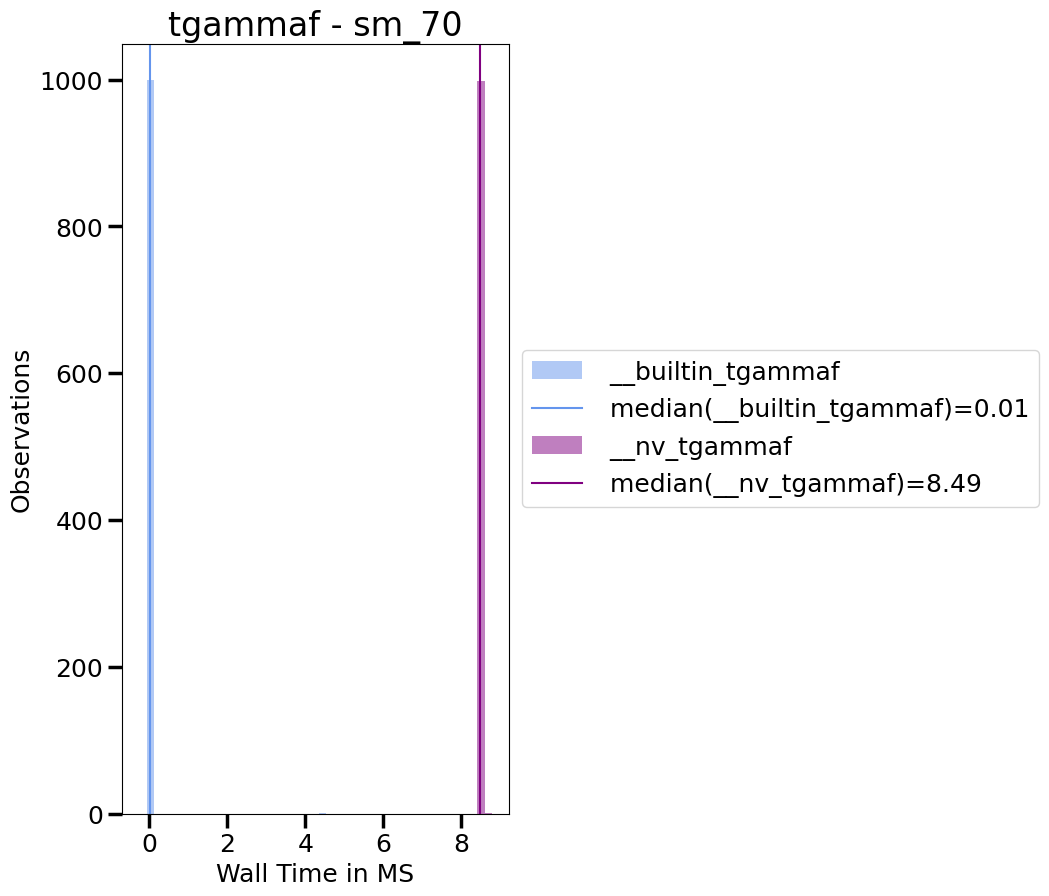 tgammaf - sm_70
1000
800
600
400
200
0
Observations
0 2 4 6 8
Wall Time in MS
__builtin_tgammaf
median(__builtin_tgammaf)=0.01
__nv_tgammaf
median(__nv_tgammaf)=8.49